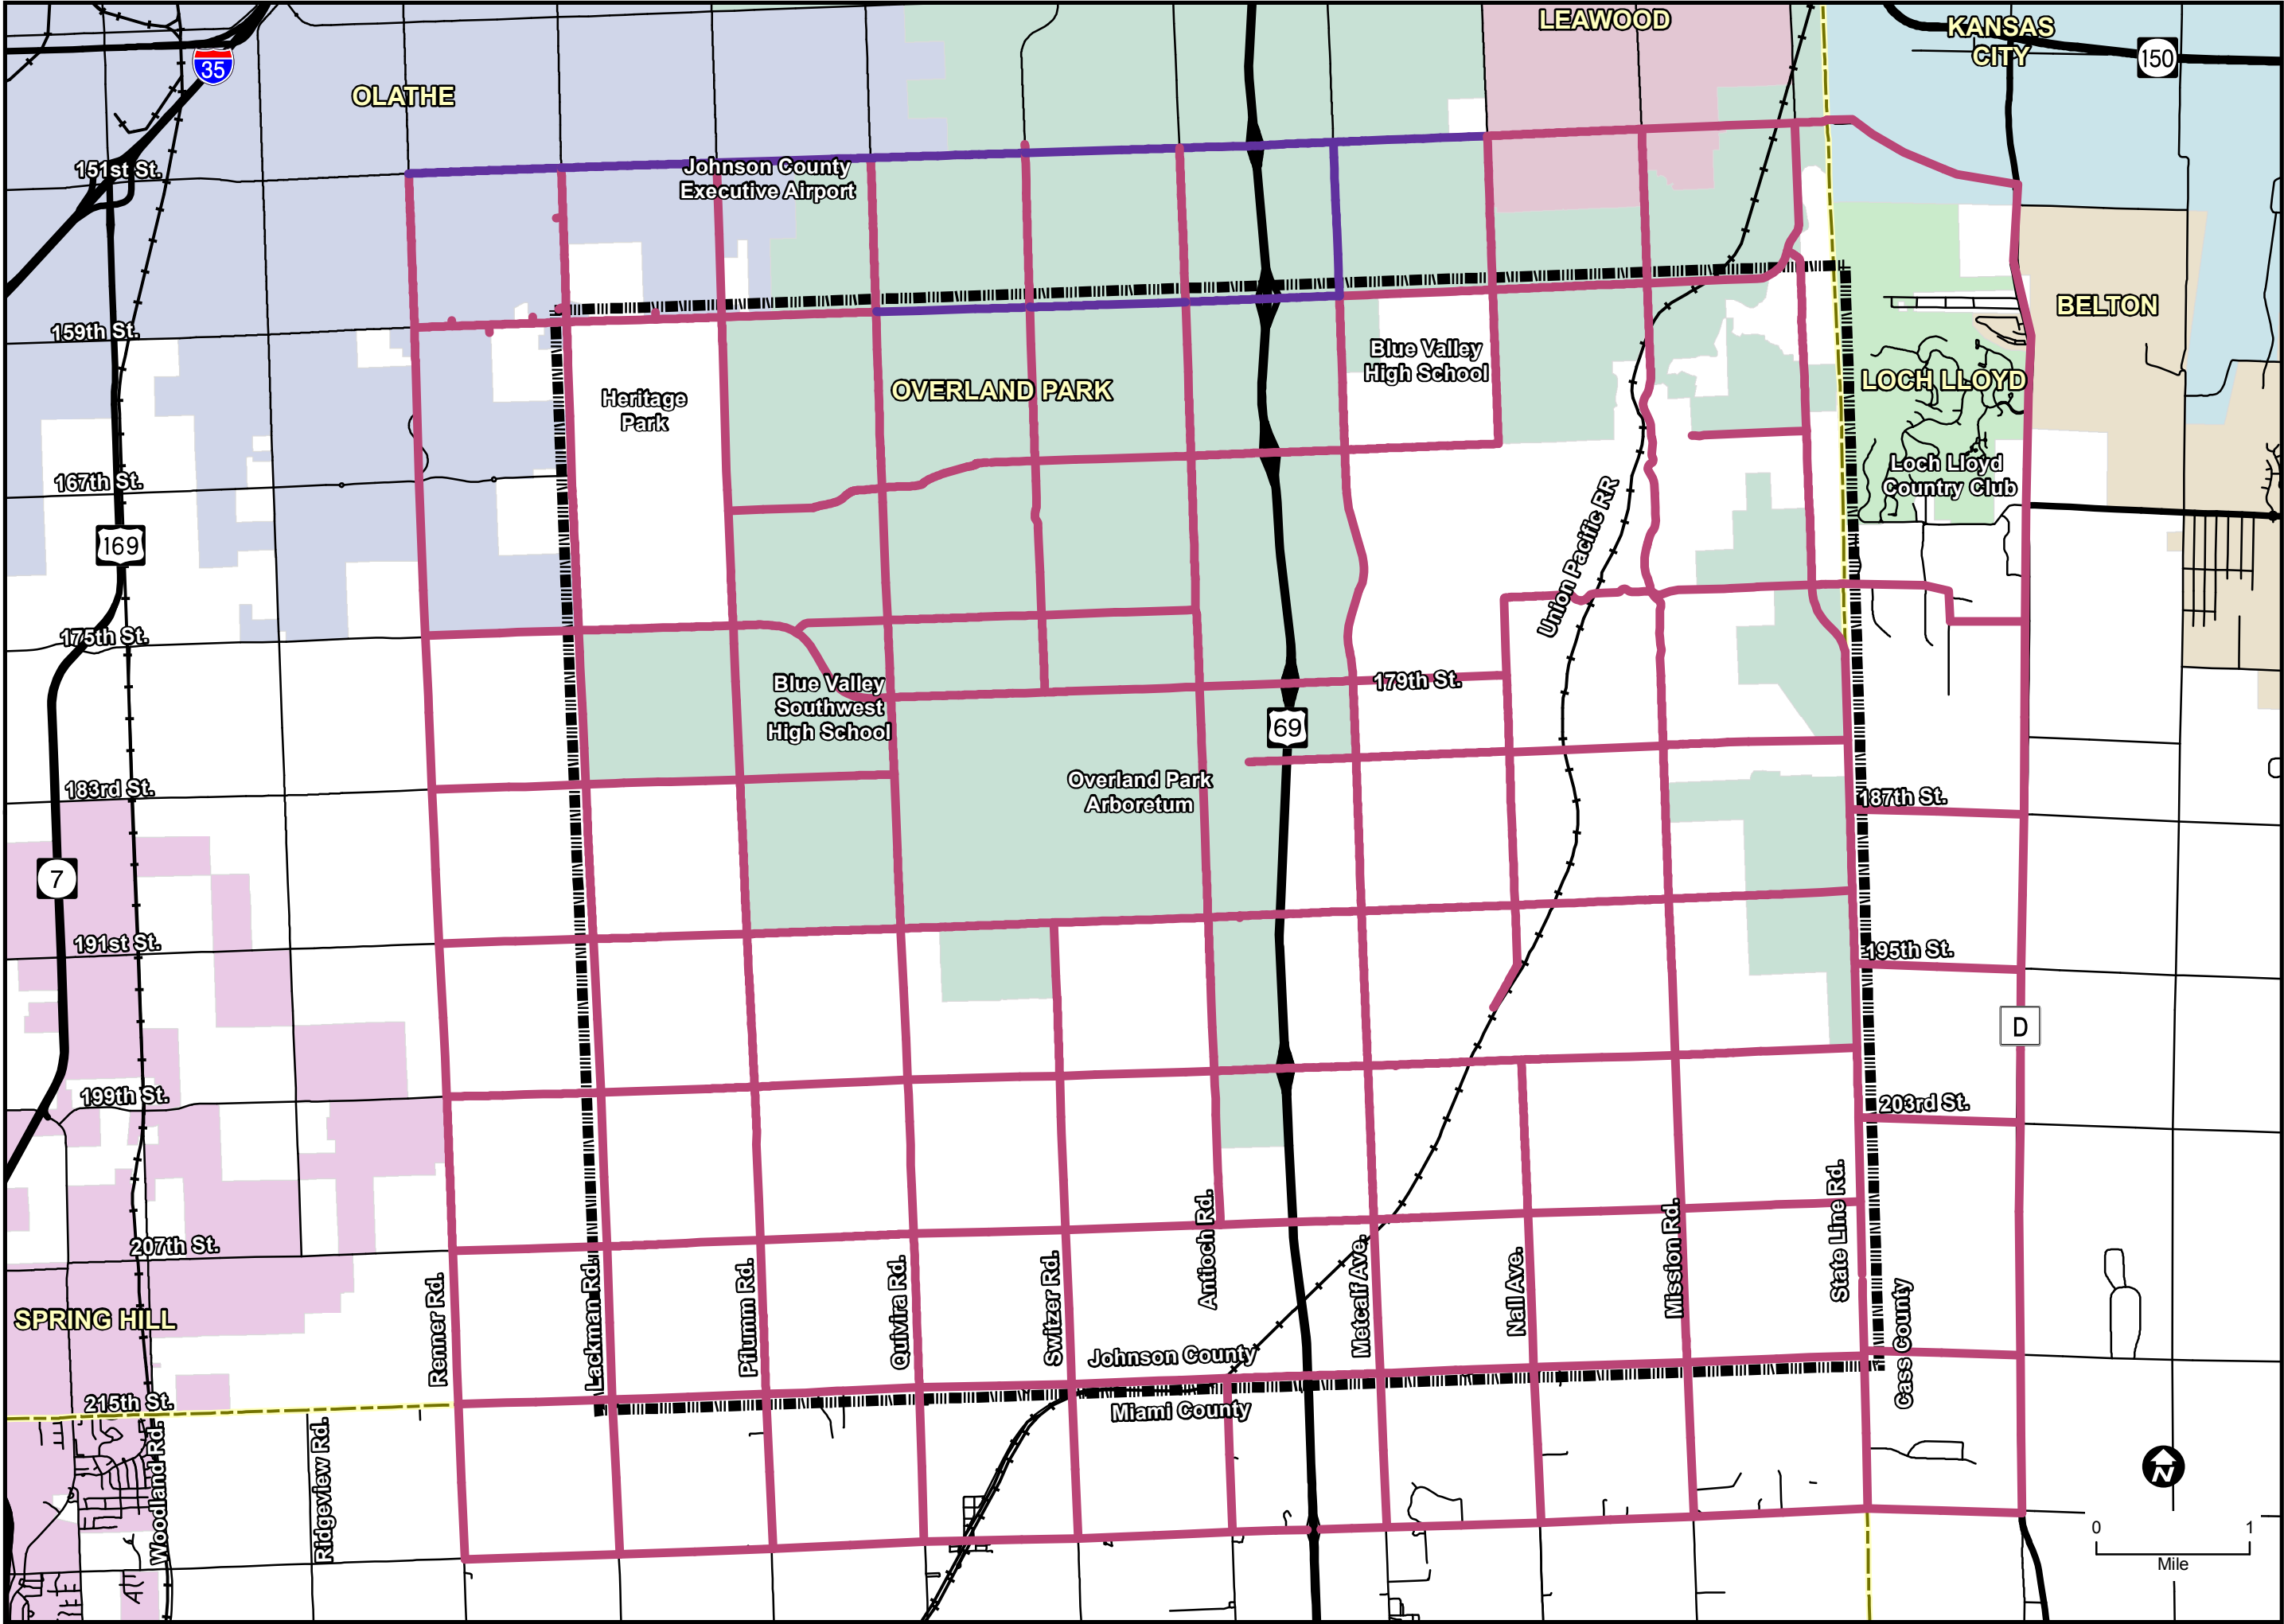 LEAWOOD
KANSAS
CITY
150
35
OLATHE
151st St.
Johnson County
Executive Airport
159th St.
BELTON
Blue Valley
High School
Heritage
Park
OVERLAND PARK
LOCH LLOYD
Loch Lloyd
Country Club
167th St.
169
Union Pacific RR
175th St.
Blue Valley
Southwest
High School
179th St.
69
Overland Park
Arboretum
183rd St.
187th St.
7
191st St.
195th St.
D
199th St.
203rd St.
207th St.
SPRING HILL
Renner Rd.
Lackman Rd.
Pflumm Rd.
Quivira Rd.
Switzer Rd.
Antioch Rd.
Metcalf Ave.
Nall Ave.
Mission Rd.
State Line Rd.
Cass County
Johnson County
Miami County
215th St.
Woodland Rd.
Ridgeview Rd.
N
0 1
Mile